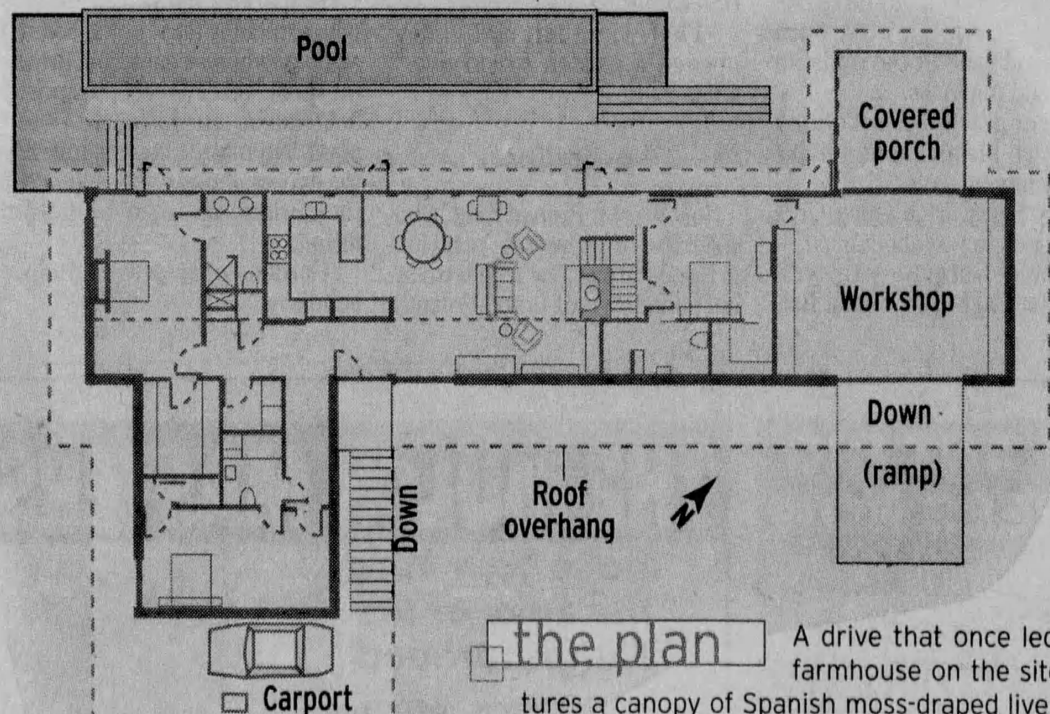 Pool
Covered
porch
Workshop
Down
(ramp)
Roof
overhang
N
Down
Carport
the plan
A drive that once led
farmhouse on the site
tures a canopy of Spanish moss-draped live